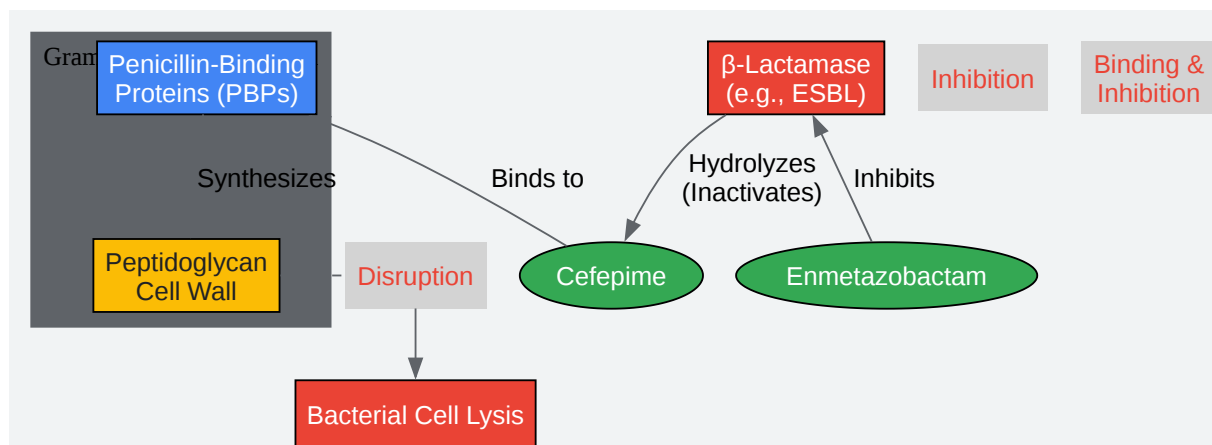 Gram
Penicillin-Binding
Proteins (PBPs)
β-Lactamase
(e.g., ESBL)
Inhibition
Binding &
Inhibition
Synthesizes
Binds to
Hydrolyzes
(Inactivates)
Inhibits
Peptidoglycan
Cell Wall
Disruption
Cefepime
Enmetazobactam
Bacterial Cell Lysis